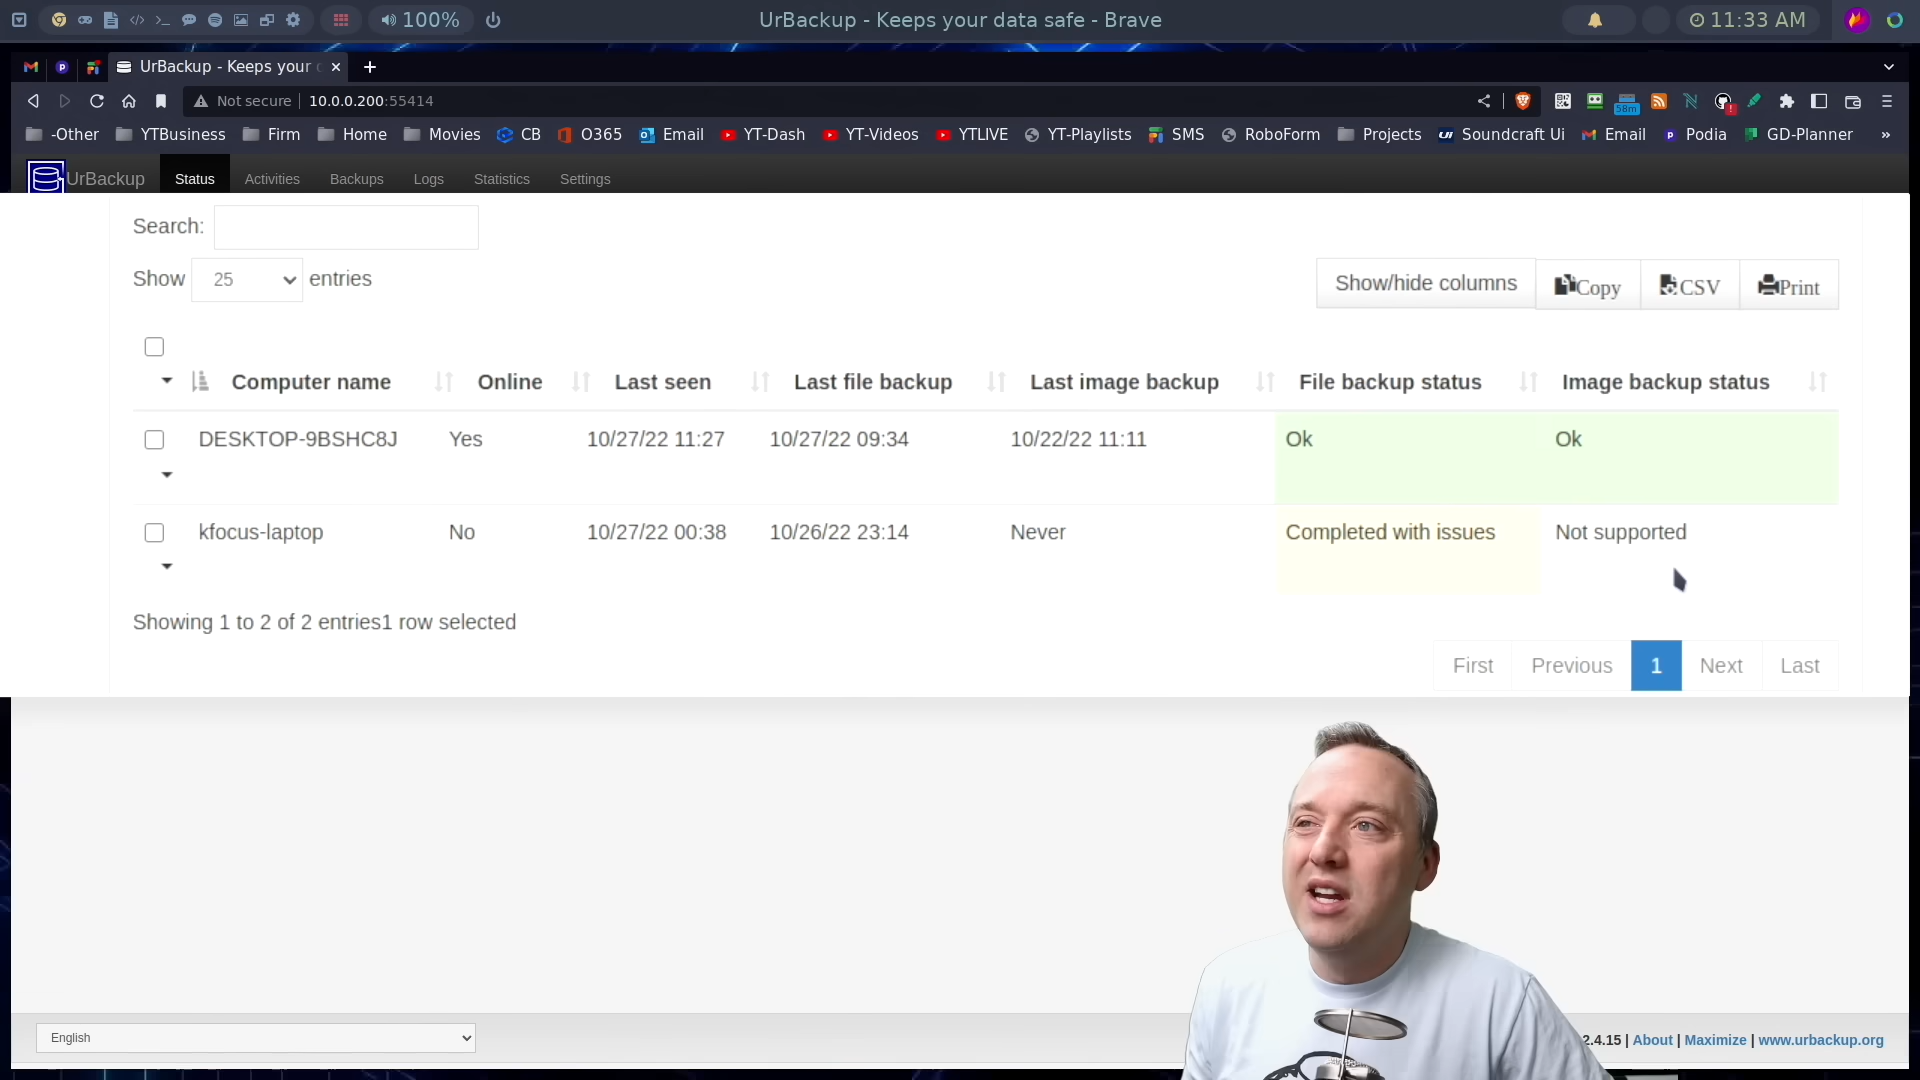 100%
UrBackup - Keeps your data safe - Brave
11:33 AM
UrBackup - Keeps your
Not secure
10.0.0.200:55414
58m
-Other
YTBusiness
Firm
Home
Movies
CB
O365
Email
YT-Dash
YT-Videos
YTLIVE
YT-Playlists
SMS
RoboForm
Projects
Soundcraft Ui
Email
Podia
GD-Planner
»
UrBackup
Status
Activities
Backups
Logs
Statistics
Settings
Search:
Show 25 entries
Show/hide columns
Copy
CSV
Print
Computer name
Online
Last seen
Last file backup
Last image backup
File backup status
Image backup status
DESKTOP-9BSHC8J
Yes
10/27/22 11:27
10/27/22 09:34
10/22/22 11:11
Ok
Ok
kfocus-laptop
No
10/27/22 00:38
10/26/22 23:14
Never
Completed with issues
Not supported
Showing 1 to 2 of 2 entries1 row selected
First
Previous
1
Next
Last
English
2.4.15 | About | Maximize | www.urbackup.org